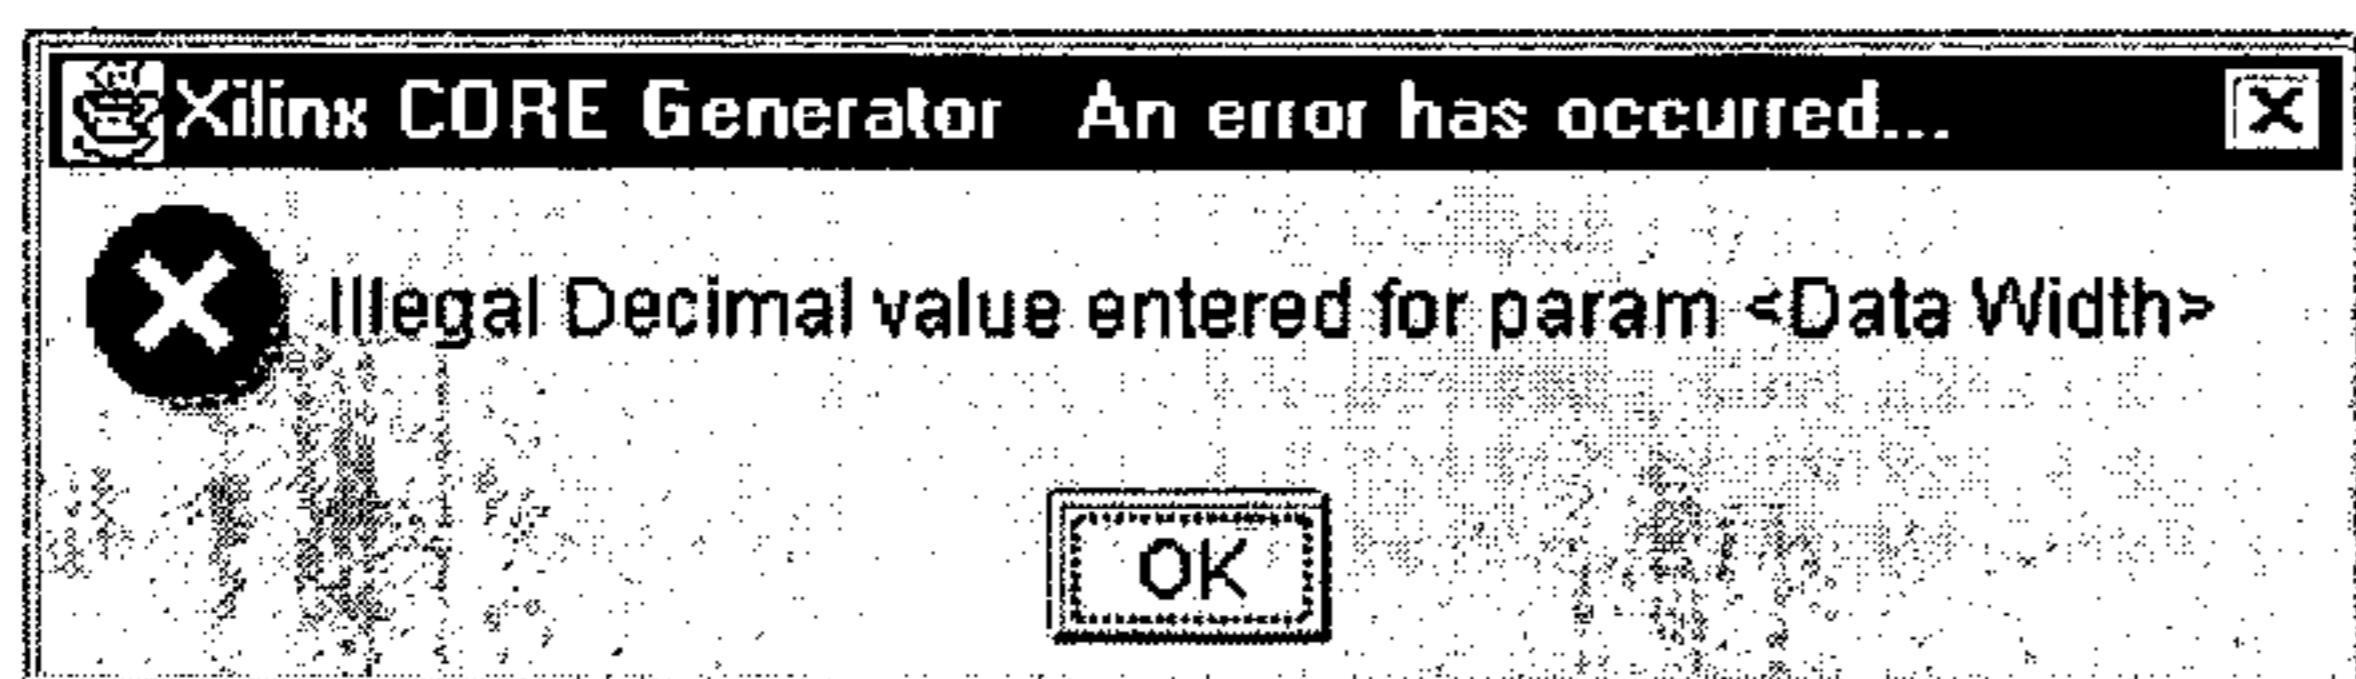 Xilinx CORE Generator An error has occurred...
Illegal Decimal value entered for param <Data Width>
OK